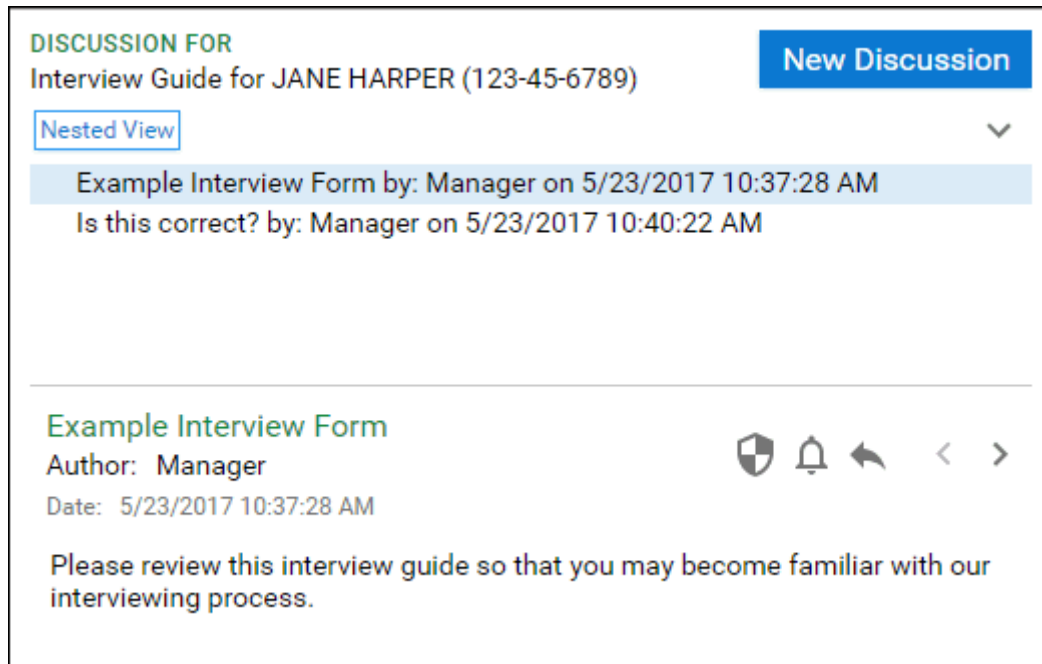 DISCUSSION FOR
Interview Guide for JANE HARPER (123-45-6789)
New Discussion
Nested View
Example Interview Form by: Manager on 5/23/2017 10:37:28 AM
Is this correct? by: Manager on 5/23/2017 10:40:22 AM
Example Interview Form
Author: Manager
Date: 5/23/2017 10:37:28 AM
Please review this interview guide so that you may become familiar with our
interviewing process.